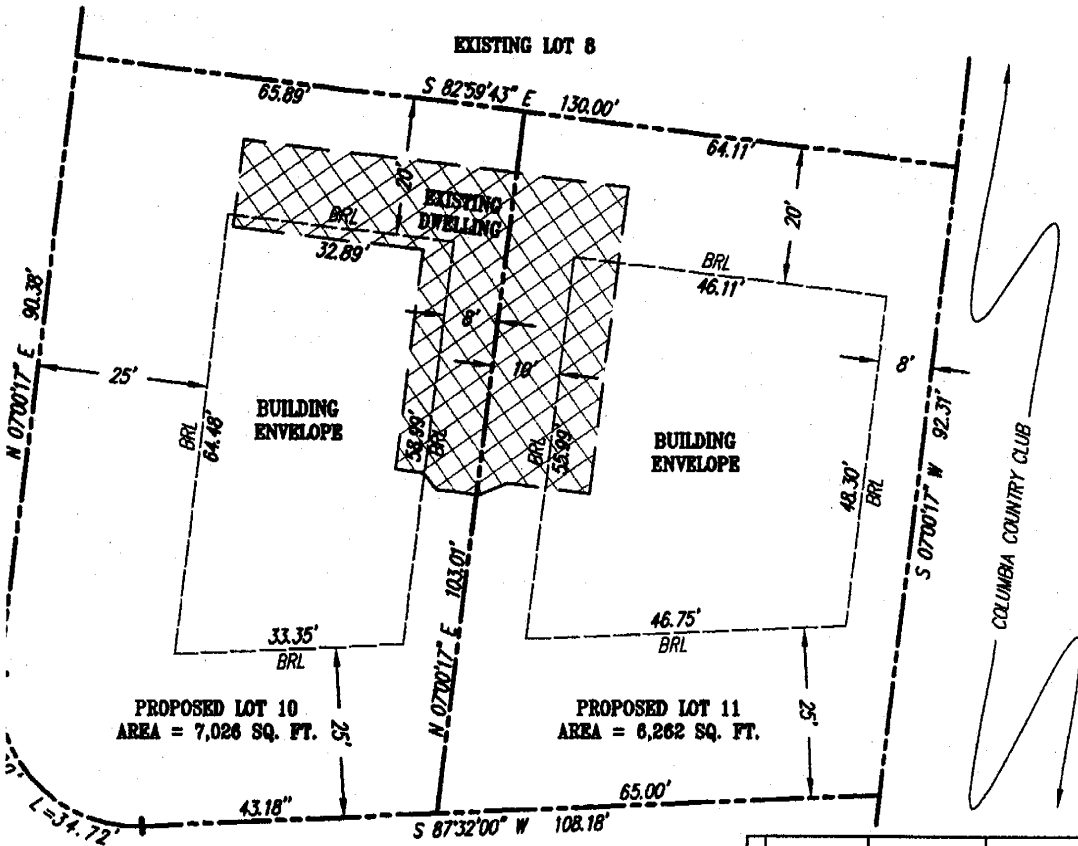 EXISTING LOT 8
S 82°59'43" E 130.00'
65.89'
64.11'
20'
EXISTING
DWELLING
BRL
32.89'
20'
BRL
46.11'
N 07°00'17" E 90.38'
25'
8'
10'
8'
BRL
64.48'
BUILDING
ENVELOPE
58.99'
BRL
BRL
55.99'
BUILDING
ENVELOPE
48.30'
BRL
S 07°00'17" W 92.31'
COLUMBIA COUNTRY CLUB
N 07°00'17" E 103.01'
33.35'
BRL
46.75'
BRL
PROPOSED LOT 10
AREA = 7,026 SQ. FT.
25'
PROPOSED LOT 11
AREA = 6,262 SQ. FT.
25'
L=34.72'
43.18"
65.00'
S 87°32'00" W 108.18'